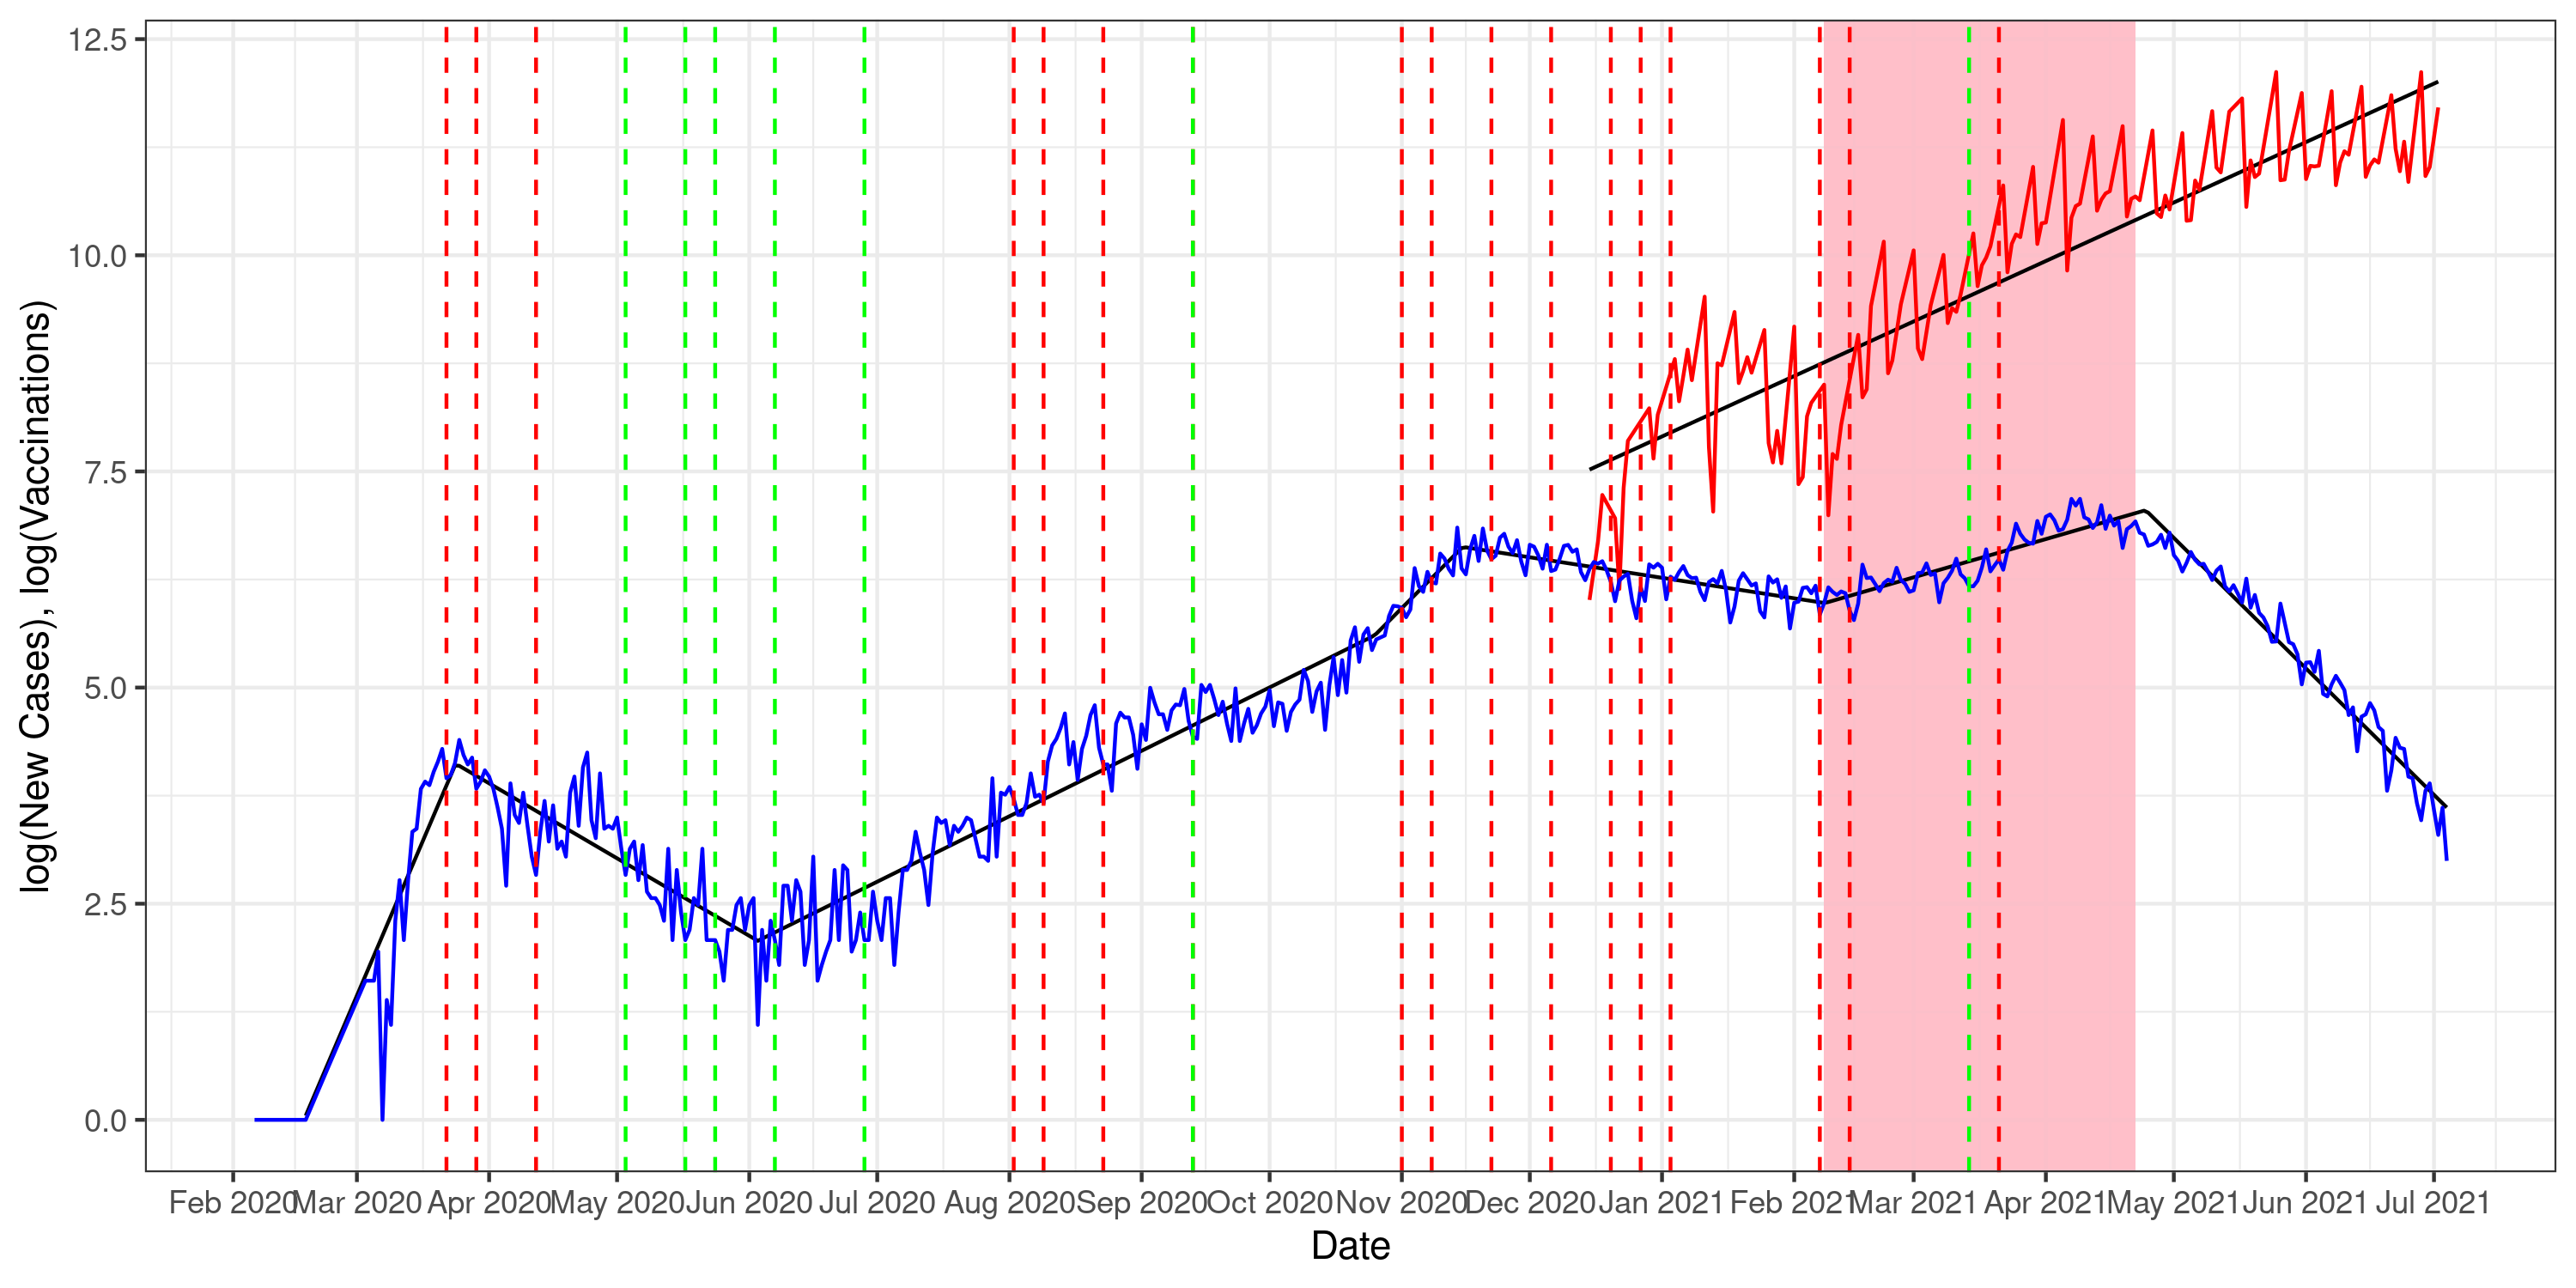 log(New Cases), log(Vaccinations)
12.5
10.0
7.5
5.0
2.5
0.0
Feb 2020 Mar 2020 Apr 2020 May 2020 Jun 2020 Jul 2020 Aug 2020 Sep 2020 Oct 2020 Nov 2020 Dec 2020 Jan 2021 Feb 2021 Mar 2021 Apr 2021 May 2021 Jun 2021 Jul 2021
Date